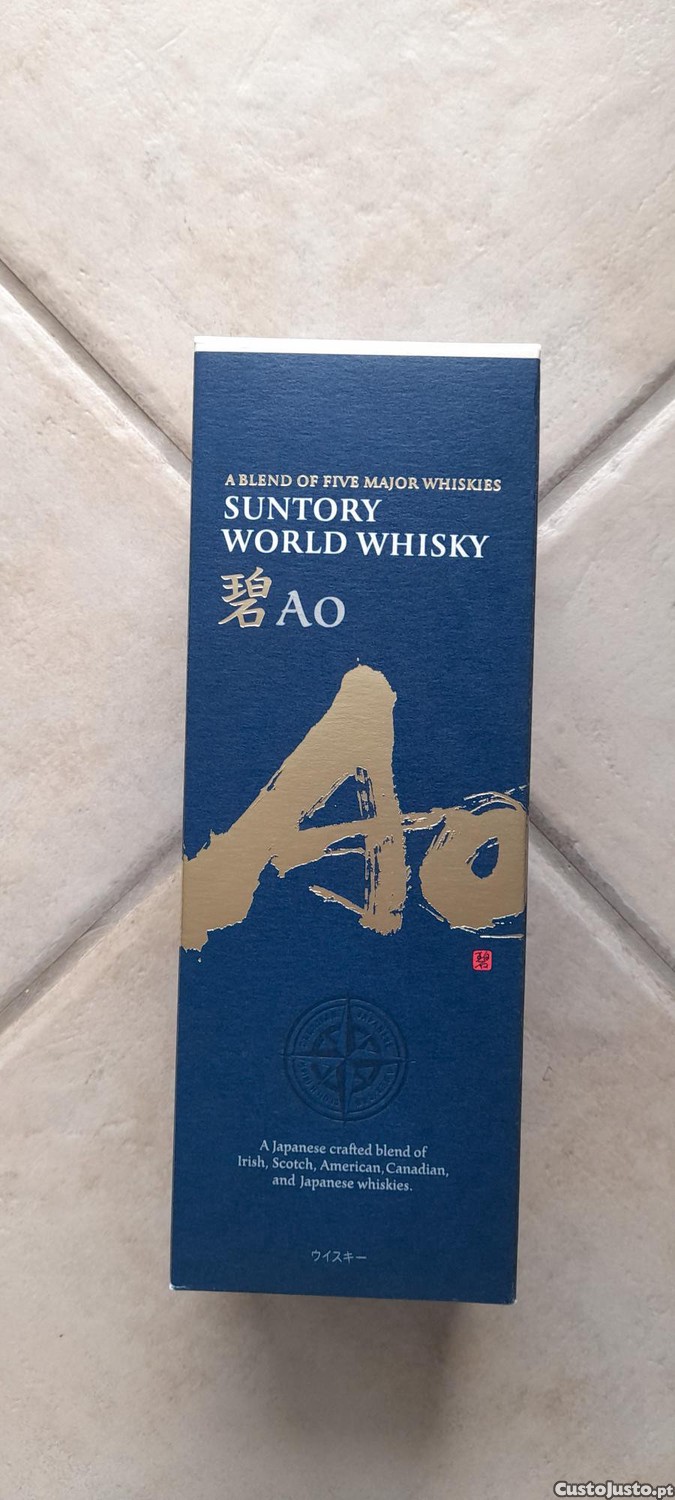 A BLEND OF FIVE MAJOR WHISKIES
SUNTORY
WORLD WHISKY
碧 AO
Ao
碧
A Japanese crafted blend of
Irish, Scotch, American, Canadian,
and Japanese whiskies.
ウイスキー
CustoJusto.pt